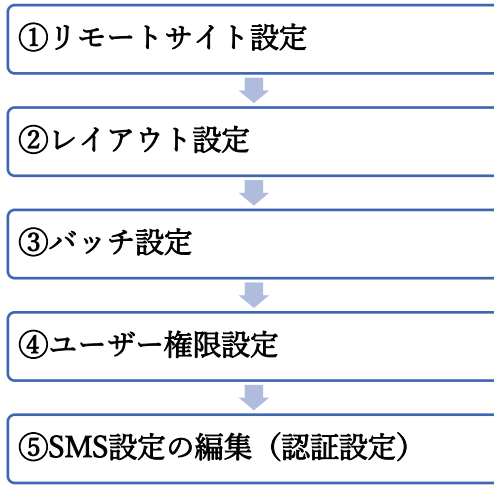 ①リモートサイト設定
②レイアウト設定
③バッチ設定
④ユーザー権限設定
⑤SMS設定の編集（認証設定）